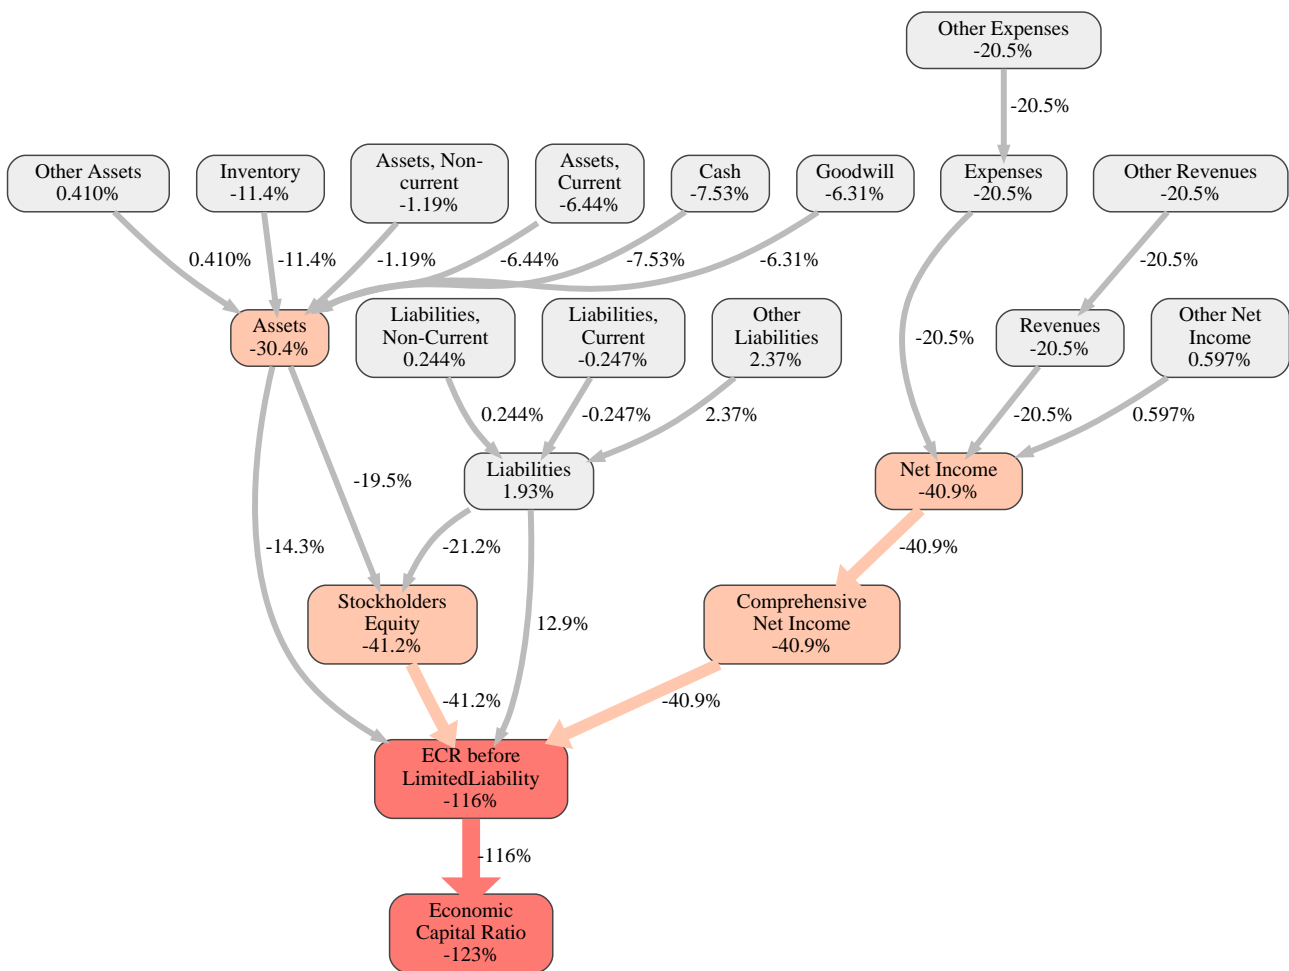 Other Expenses
-20.5%
-20.5%
Other Assets
0.410%
Inventory
-11.4%
Assets, Non-
current
-1.19%
Assets,
Current
-6.44%
Cash
-7.53%
Goodwill
-6.31%
Expenses
-20.5%
Other Revenues
-20.5%
0.410%
-11.4%
-1.19%
-6.44%
-7.53%
-6.31%
-20.5%
Assets
-30.4%
Liabilities,
Non-Current
0.244%
Liabilities,
Current
-0.247%
Other
Liabilities
2.37%
-20.5%
Revenues
-20.5%
Other Net
Income
0.597%
0.244%
-0.247%
2.37%
-20.5%
0.597%
-19.5%
Liabilities
1.93%
Net Income
-40.9%
-14.3%
-21.2%
-40.9%
Stockholders
Equity
-41.2%
12.9%
Comprehensive
Net Income
-40.9%
-41.2%
-40.9%
ECR before
LimitedLiability
-116%
-116%
Economic
Capital Ratio
-123%